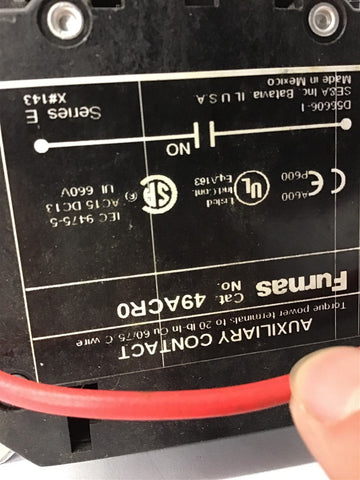 AUXILIARY CONTACT
Torque power terminals to 20 lb-in Cu 60/75 C wire
Furnas Cat. No. 49ACR0
A600
P600
CE
UL
Listed
Ind. Cont.
Eq. A163
SA
IEC 947-5-5
AC15 DC13
UI 660V
NO
Series E
X#143
D56606-1
SE&A Inc. Batavia IL U.S.A.
Made in Mexico